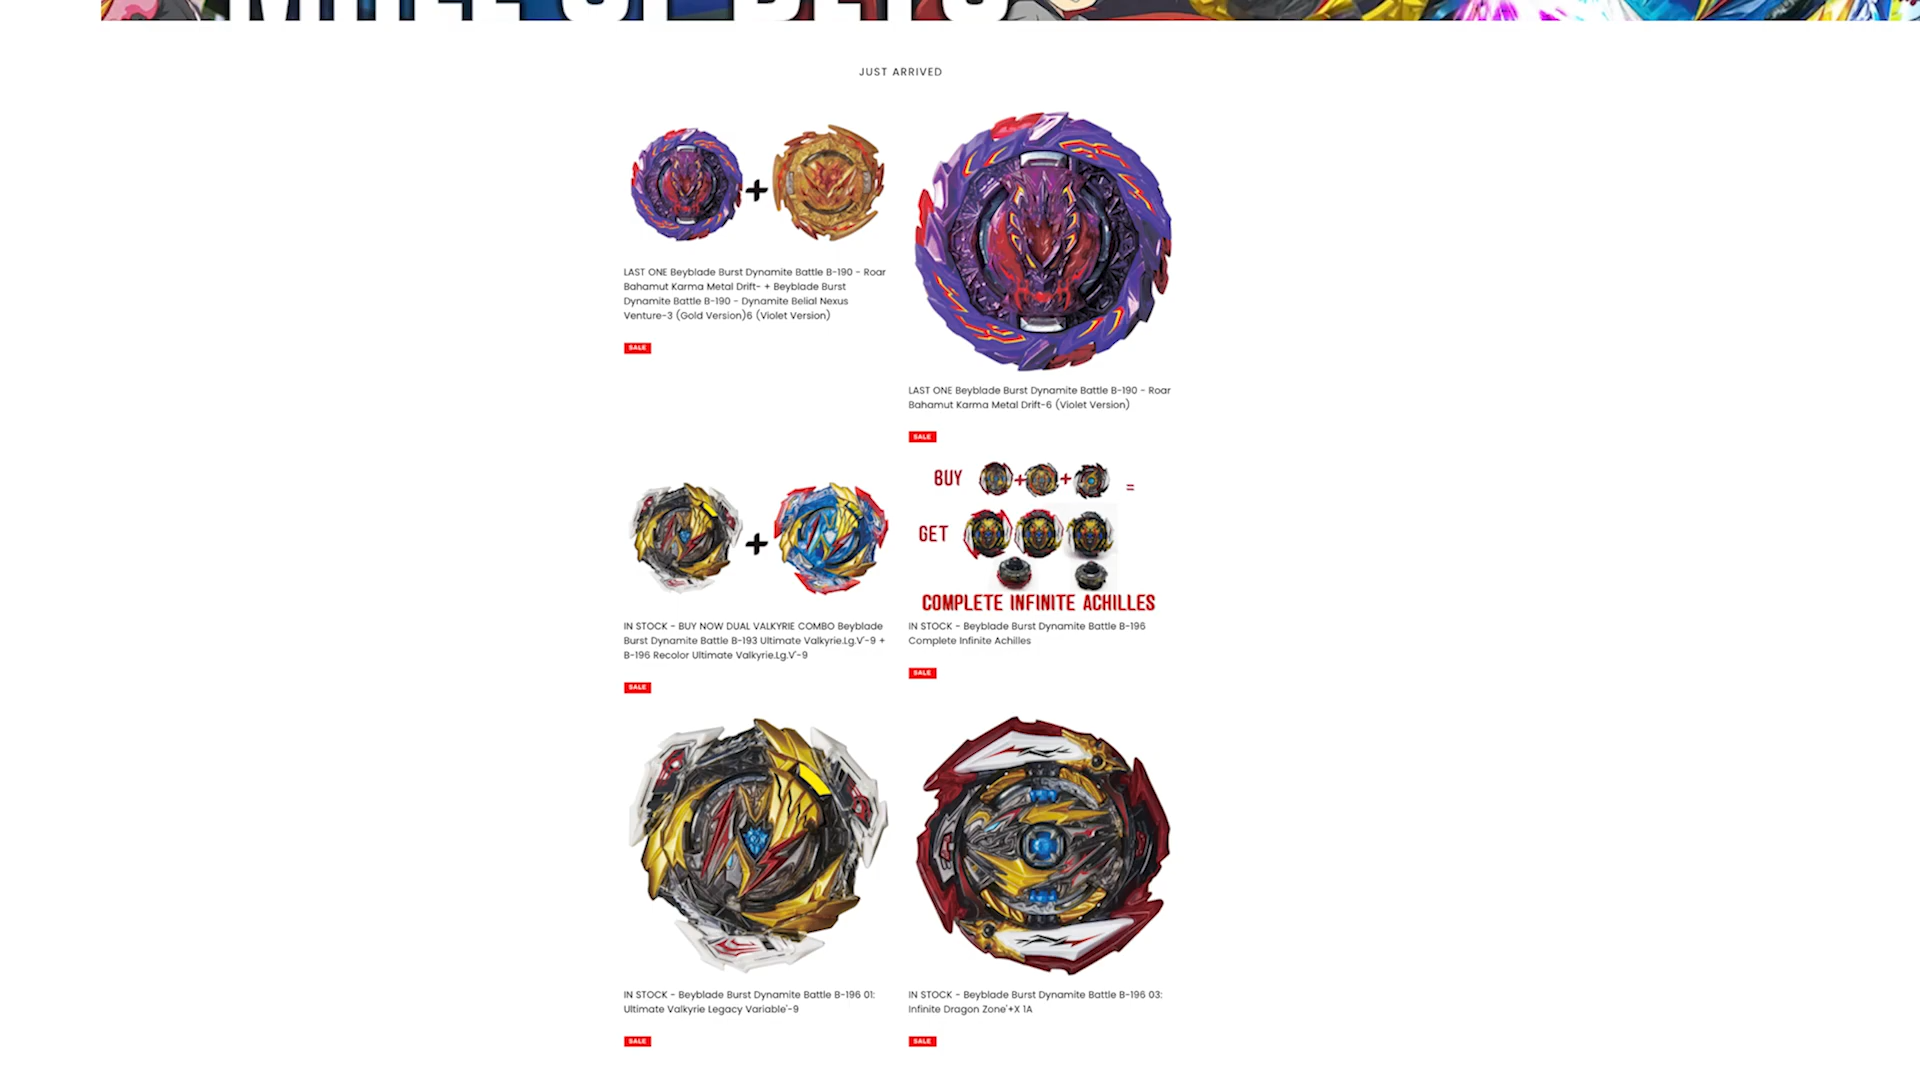 JUST ARRIVED
LAST ONE Beyblade Burst Dynamite Battle B-190 - Roar
Bahamut Karma Metal Drift- + Beyblade Burst
Dynamite Battle B-190 - Dynamite Belial Nexus
Venture-3 (Gold Version)6 (Violet Version)
SALE
LAST ONE Beyblade Burst Dynamite Battle B-190 - Roar
Bahamut Karma Metal Drift-6 (Violet Version)
SALE
IN STOCK - BUY NOW DUAL VALKYRIE COMBO Beyblade
Burst Dynamite Battle B-193 Ultimate Valkyrie.Lg.V'-9 +
B-196 Recolor Ultimate Valkyrie.Lg.V'-9
SALE
BUY + + =
GET
COMPLETE INFINITE ACHILLES
IN STOCK - Beyblade Burst Dynamite Battle B-196
Complete Infinite Achilles
SALE
IN STOCK - Beyblade Burst Dynamite Battle B-196 01:
Ultimate Valkyrie Legacy Variable'-9
SALE
IN STOCK - Beyblade Burst Dynamite Battle B-196 03:
Infinite Dragon Zone'+X 1A
SALE